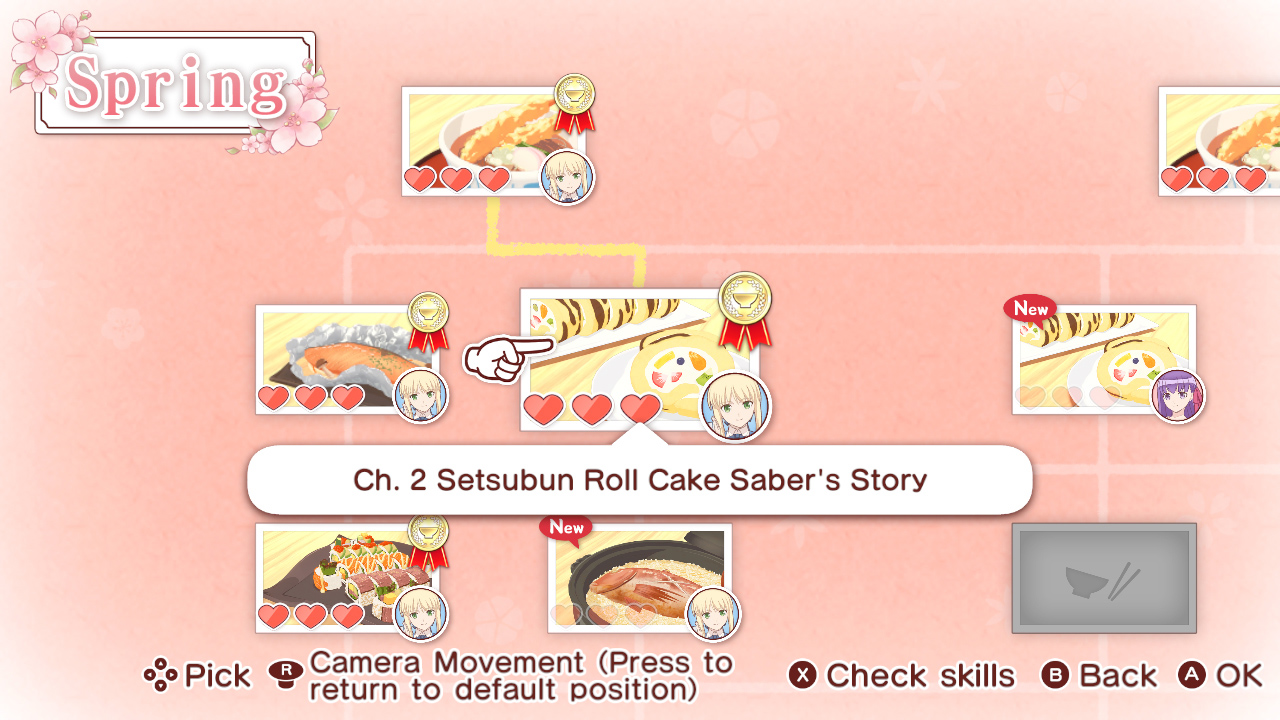 Spring
New
Ch. 2 Setsubun Roll Cake Saber's Story
New
Pick
R
Camera Movement (Press to
return to default position)
X Check skills
B Back
A OK